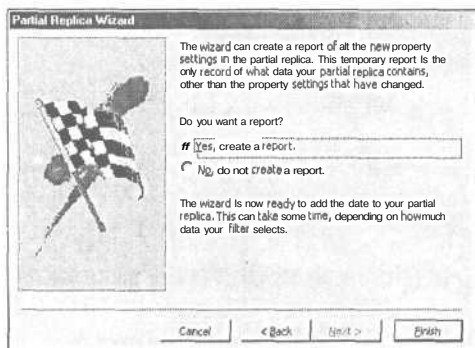 Partial Replica Wizard
The wizard can create a report of alt the new property
settings in the partial replica. This temporary report Is the
only record of what data your partial replica contains,
other than the property settings that have changed.
Do you want a report?
ff Yes, create a report.
No, do not create a report.
The wizard Is now ready to add the date to your partial
replica. This can take some time, depending on how much
data your filter selects.
Cancel
< Back
Next >
Finish